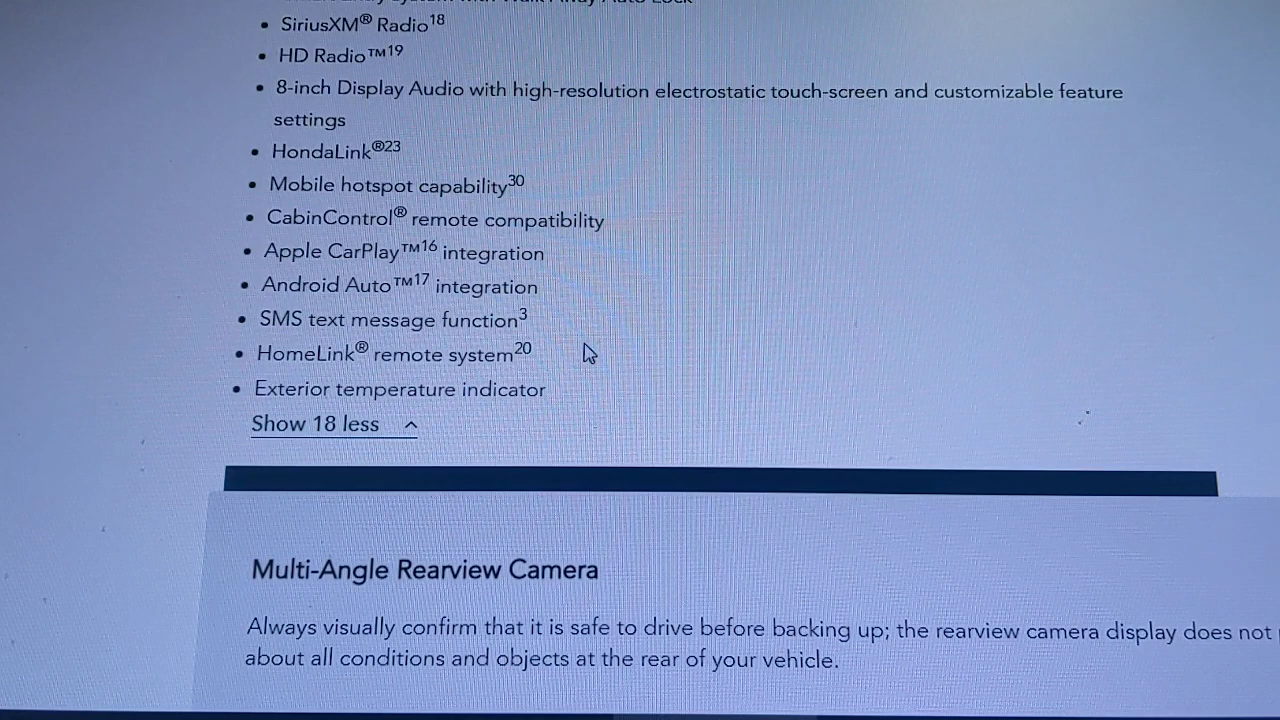 • SiriusXM® Radio18
• HD Radio™19
• 8-inch Display Audio with high-resolution electrostatic touch-screen and customizable feature
settings
• HondaLink®23
• Mobile hotspot capability30
• CabinControl® remote compatibility
• Apple CarPlay™16 integration
• Android Auto™17 integration
• SMS text message function3
• HomeLink® remote system20
• Exterior temperature indicator
Show 18 less
Multi-Angle Rearview Camera
Always visually confirm that it is safe to drive before backing up; the rearview camera display does not
about all conditions and objects at the rear of your vehicle.